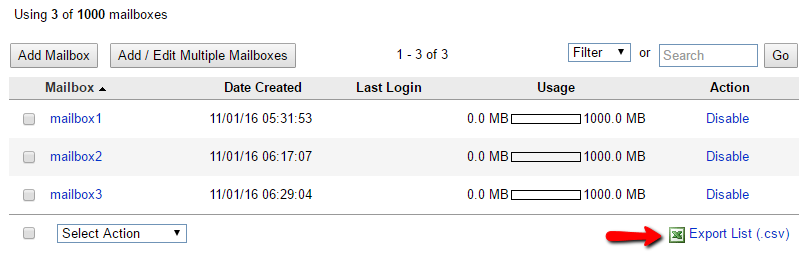 Using 3 of 1000 mailboxes
Add Mailbox Add / Edit Multiple Mailboxes 1 - 3 of 3 Filter or Search Go
Mailbox Date Created Last Login Usage Action
mailbox1 11/01/16 05:31:53 0.0 MB 1000.0 MB Disable
mailbox2 11/01/16 06:17:07 0.0 MB 1000.0 MB Disable
mailbox3 11/01/16 06:29:04 0.0 MB 1000.0 MB Disable
Select Action Export List (.csv)